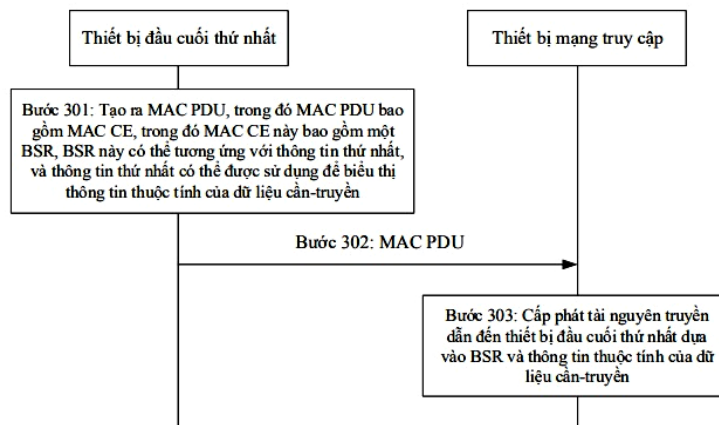 Thiết bị đầu cuối thứ nhất
Thiết bị mạng truy cập
Bước 301: Tạo ra MAC PDU, trong đó MAC PDU bao
gồm MAC CE, trong đó MAC CE này bao gồm một
BSR, BSR này có thể tương ứng với thông tin thứ nhất,
và thông tin thứ nhất có thể được sử dụng để biểu thị
thông tin thuộc tính của dữ liệu cần-truyền
Bước 302: MAC PDU
Bước 303: Cấp phát tài nguyên truyền
dẫn đến thiết bị đầu cuối thứ nhất dựa
vào BSR và thông tin thuộc tính của dữ
liệu cần-truyền